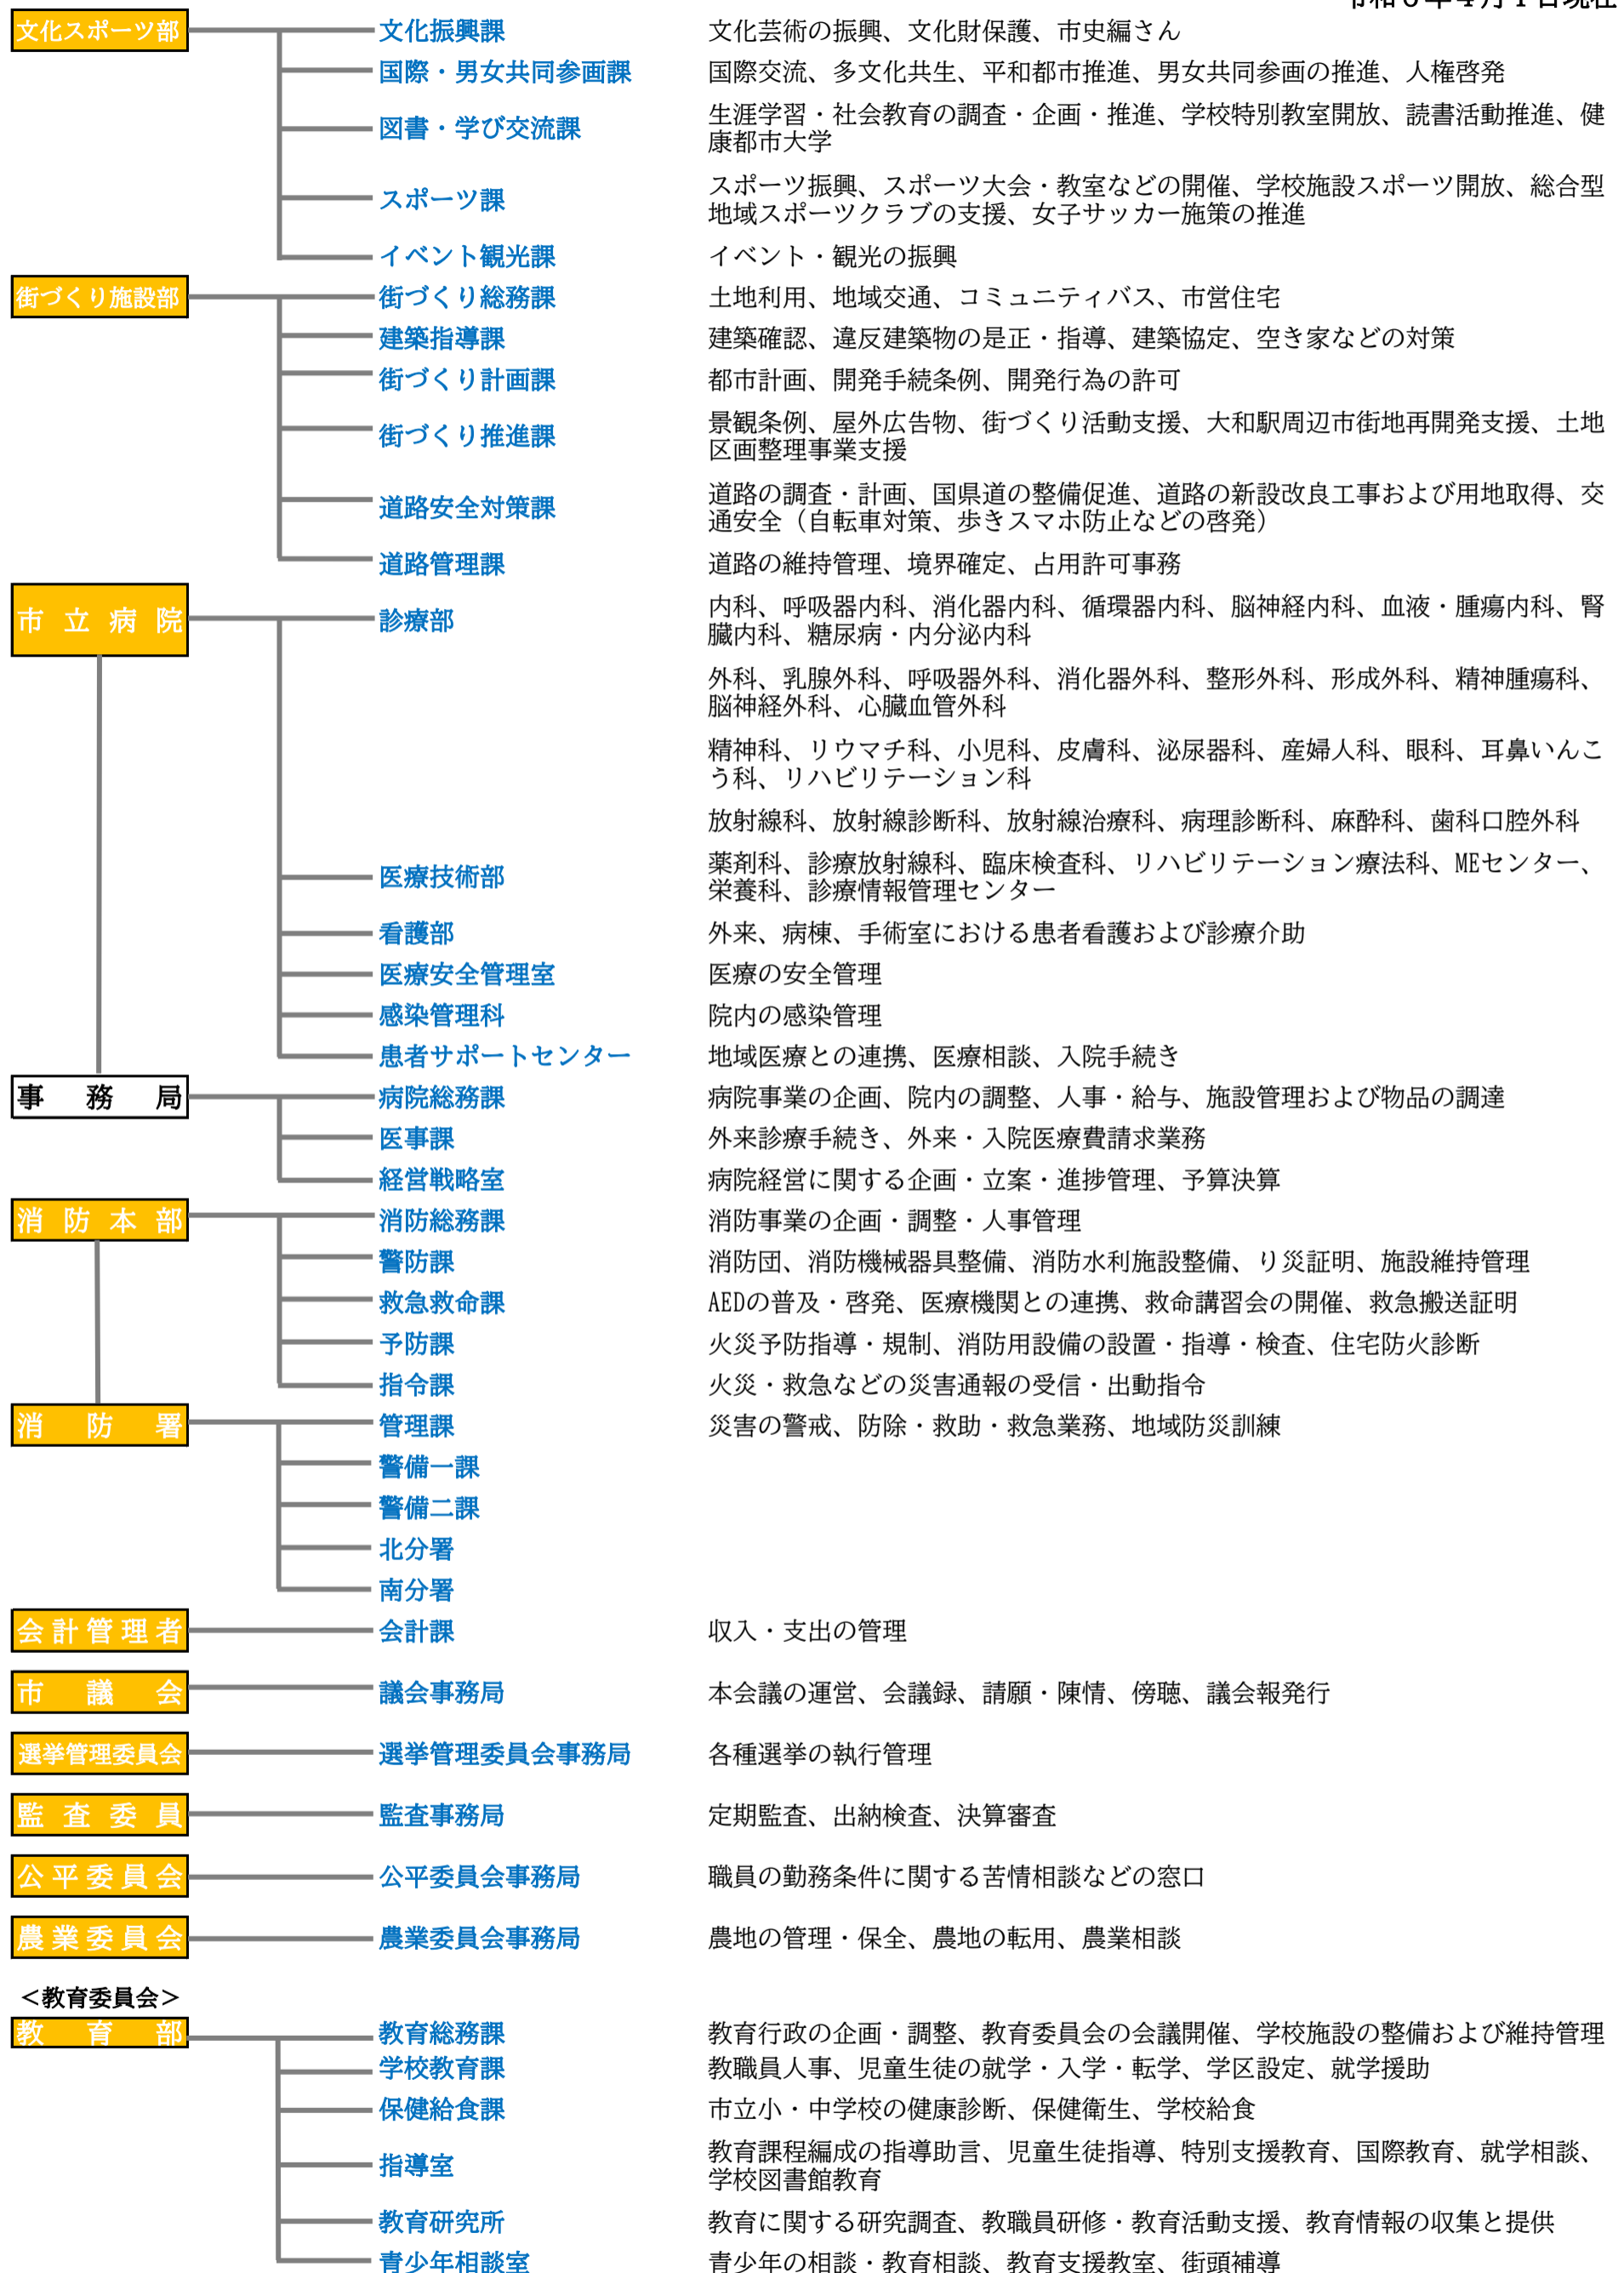 文化スポーツ部 文化振興課 文化芸術の振興、文化財保護、市史編さん
国際・男女共同参画課 国際交流、多文化共生、平和都市推進、男女共同参画の推進、人権啓発
図書・学び交流課 生涯学習・社会教育の調査・企画・推進、学校特別教室開放、読書活動推進、健
康都市大学
スポーツ課 スポーツ振興、スポーツ大会・教室などの開催、学校施設スポーツ開放、総合型
地域スポーツクラブの支援、女子サッカー施策の推進
イベント観光課 イベント・観光の振興
街づくり施設部 街づくり総務課 土地利用、地域交通、コミュニティバス、市営住宅
建築指導課 建築確認、違反建築物の是正・指導、建築協定、空き家などの対策
街づくり計画課 都市計画、開発手続条例、開発行為の許可
街づくり推進課 景観条例、屋外広告物、街づくり活動支援、大和駅周辺市街地再開発支援、土地
区画整理事業支援
道路安全対策課 道路の調査・計画、国県道の整備促進、道路の新設改良工事および用地取得、交
通安全（自転車対策、歩きスマホ防止などの啓発）
道路管理課 道路の維持管理、境界確定、占用許可事務
市立病院 診療部 内科、呼吸器内科、消化器内科、循環器内科、脳神経内科、血液・腫瘍内科、腎
臓内科、糖尿病・内分泌内科
外科、乳腺外科、呼吸器外科、消化器外科、整形外科、形成外科、精神腫瘍科、
脳神経外科、心臓血管外科
精神科、リウマチ科、小児科、皮膚科、泌尿器科、産婦人科、眼科、耳鼻いんこ
う科、リハビリテーション科
放射線科、放射線診断科、放射線治療科、病理診断科、麻酔科、歯科口腔外科
医療技術部 薬剤科、診療放射線科、臨床検査科、リハビリテーション療法科、MEセンター、
栄養科、診療情報管理センター
看護部 外来、病棟、手術室における患者看護および診療介助
医療安全管理室 医療の安全管理
感染管理科 院内の感染管理
患者サポートセンター 地域医療との連携、医療相談、入院手続き
事務局 病院総務課 病院事業の企画、院内の調整、人事・給与、施設管理および物品の調達
医事課 外来診療手続き、外来・入院医療費請求業務
経営戦略室 病院経営に関する企画・立案・進捗管理、予算決算
消防本部 消防総務課 消防事業の企画・調整・人事管理
警防課 消防団、消防機械器具整備、消防水利施設整備、り災証明、施設維持管理
救急救命課 AEDの普及・啓発、医療機関との連携、救命講習会の開催、救急搬送証明
予防課 火災予防指導・規制、消防用設備の設置・指導・検査、住宅防火診断
指令課 火災・救急などの災害通報の受信・出動指令
消防署 管理課 災害の警戒、防除・救助・救急業務、地域防災訓練
警備一課
警備二課
北分署
南分署
会計管理者 会計課 収入・支出の管理
市議会 議会事務局 本会議の運営、会議録、請願・陳情、傍聴、議会報発行
選挙管理委員会 選挙管理委員会事務局 各種選挙の執行管理
監査委員 監査事務局 定期監査、出納検査、決算審査
公平委員会 公平委員会事務局 職員の勤務条件に関する苦情相談などの窓口
農業委員会 農業委員会事務局 農地の管理・保全、農地の転用、農業相談
＜教育委員会＞
教育部 教育総務課 教育行政の企画・調整、教育委員会の会議開催、学校施設の整備および維持管理
学校教育課 教職員人事、児童生徒の就学・入学・転学、学区設定、就学援助
保健給食課 市立小・中学校の健康診断、保健衛生、学校給食
指導室 教育課程編成の指導助言、児童生徒指導、特別支援教育、国際教育、就学相談、
学校図書館教育
教育研究所 教育に関する研究調査、教職員研修・教育活動支援、教育情報の収集と提供
青少年相談室 青少年の相談・教育相談、教育支援教室、街頭補導